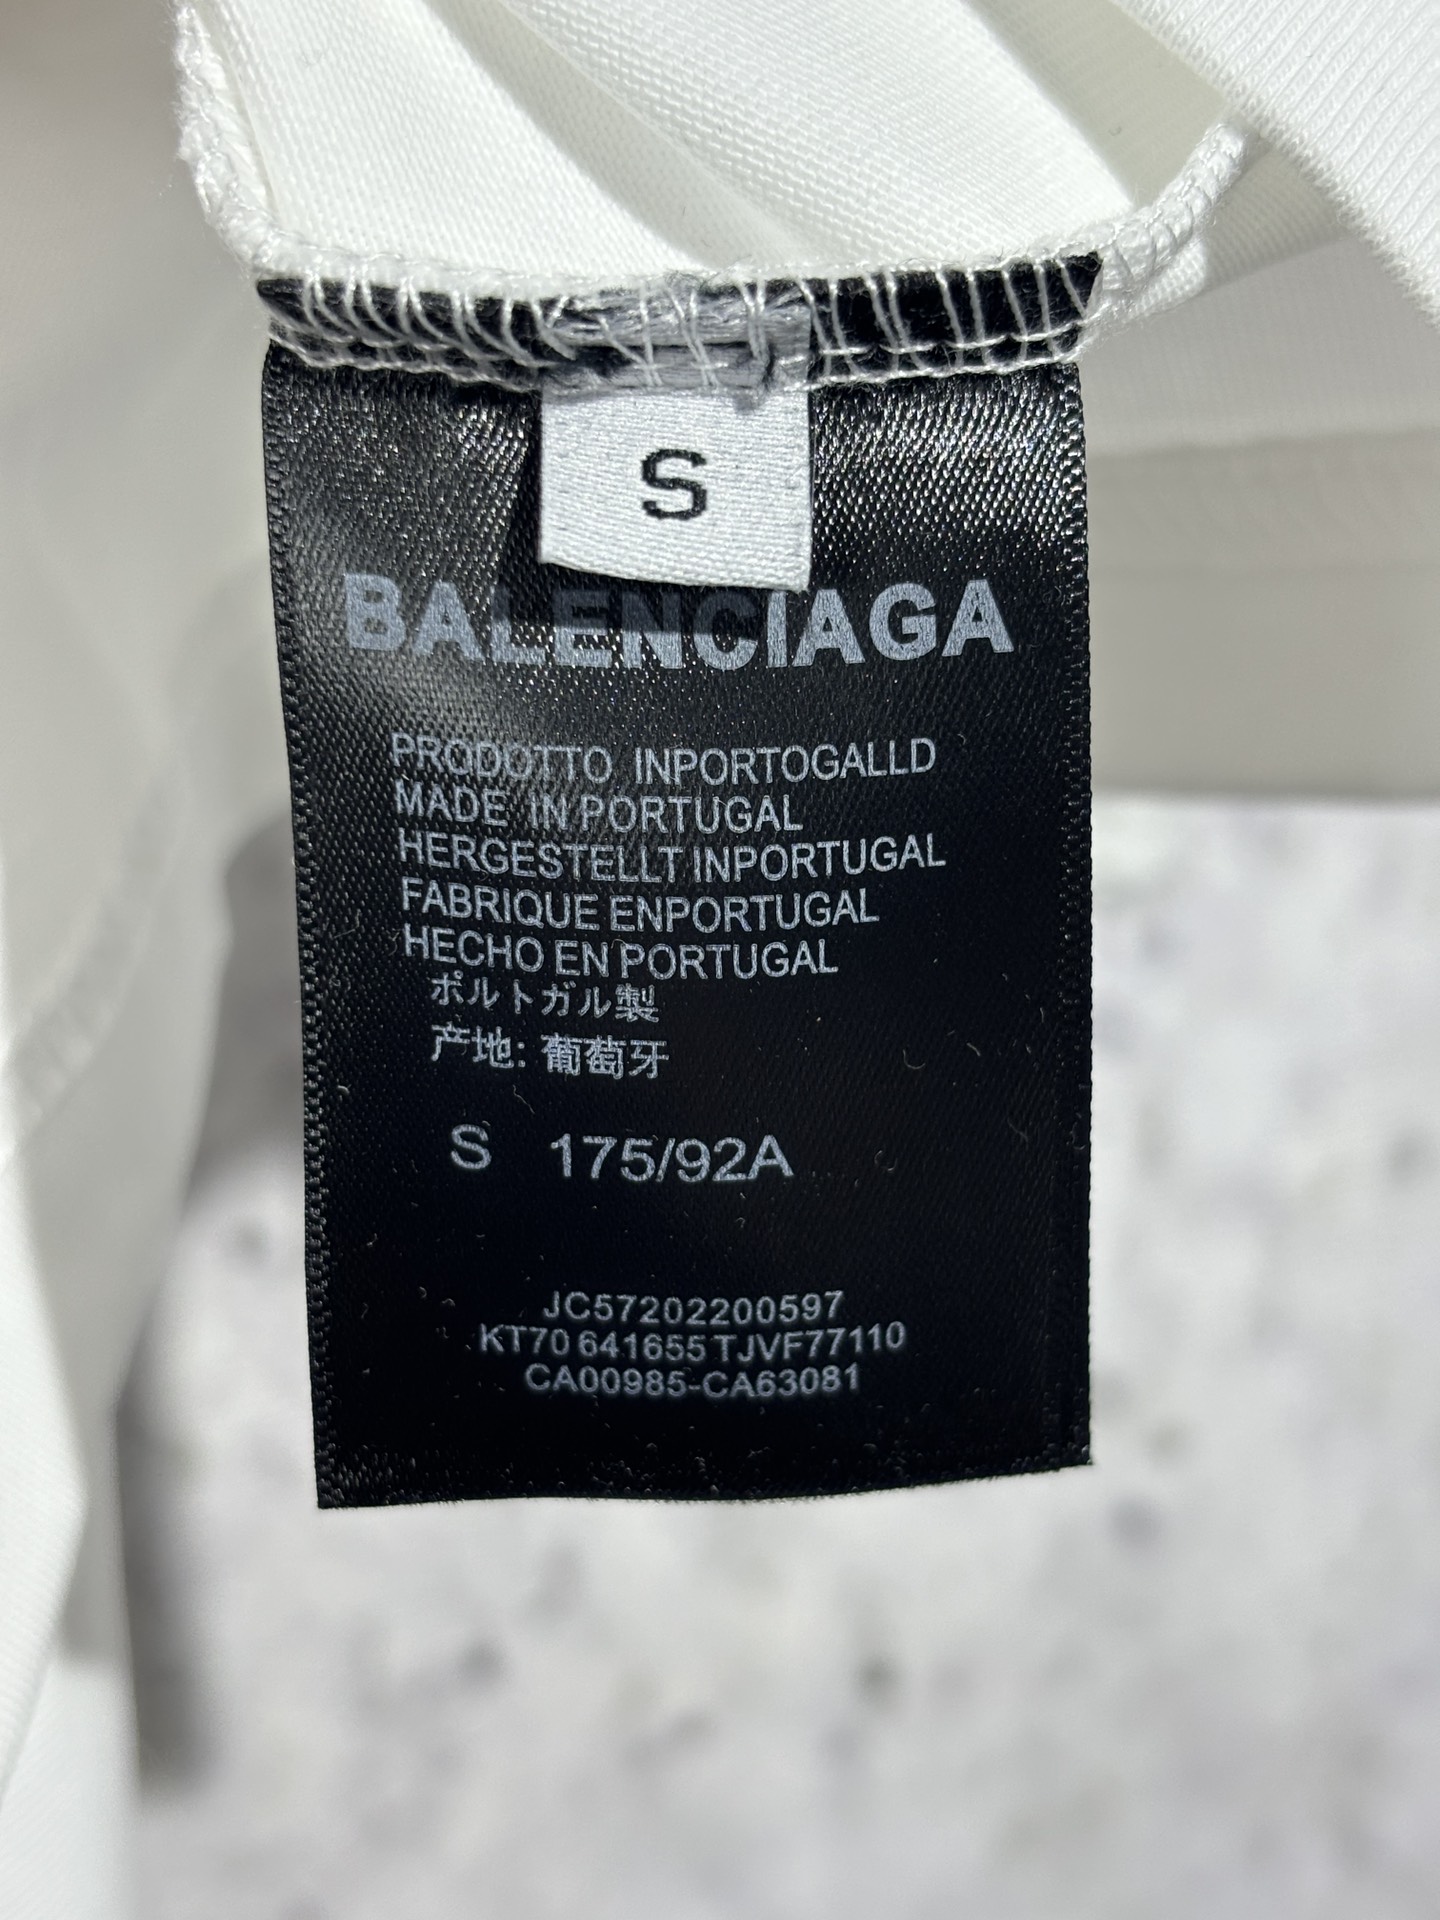 S
BALENCIAGA
PRODOTTO INPORTOGALLD
MADE IN PORTUGAL
HERGESTELLT INPORTUGAL
FABRIQUE ENPORTUGAL
HECHO EN PORTUGAL
ポルトガル製
产地: 葡萄牙
S 175/92A
JC57202200597
KT70 641655 TJVF77110
CA00985-CA63081